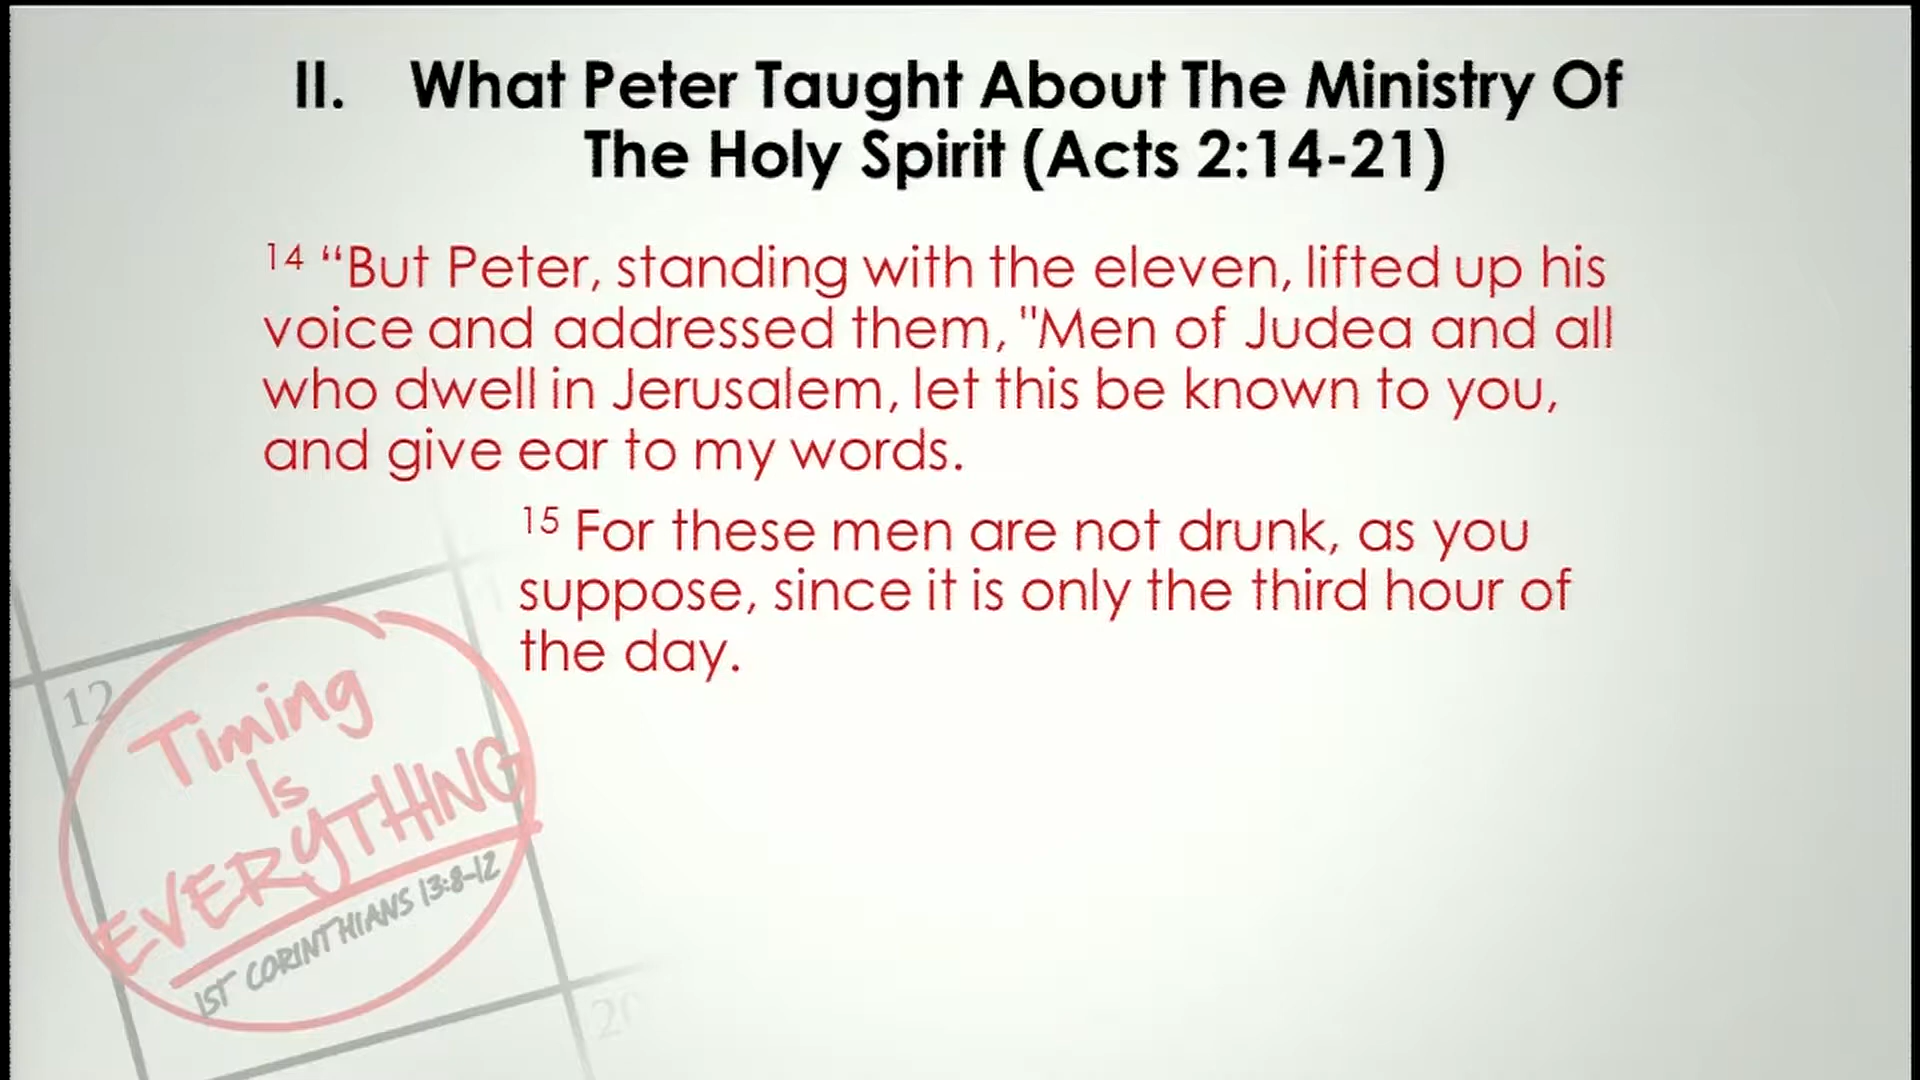 II. What Peter Taught About The Ministry Of
The Holy Spirit (Acts 2:14-21)
14 “But Peter, standing with the eleven, lifted up his
voice and addressed them, "Men of Judea and all
who dwell in Jerusalem, let this be known to you,
and give ear to my words.
15 For these men are not drunk, as you
suppose, since it is only the third hour of
the day.
12
Timing
Is
EVERYTHING
1ST CORINTHIANS 13:8-12
20